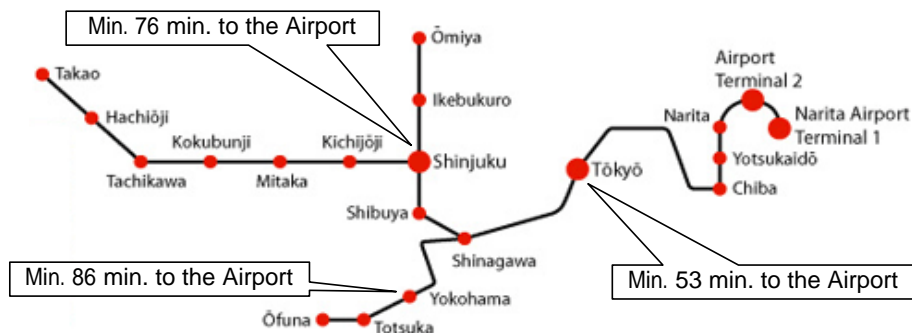 Min. 76 min. to the Airport
Ōmiya
Takao
Airport
Terminal 2
Ikebukuro
Hachiōji
Narita
Narita Airport
Terminal 1
Kokubunji
Kichijōji
Shinjuku
Tōkyō
Yotsukaidō
Tachikawa
Mitaka
Chiba
Shibuya
Shinagawa
Min. 86 min. to the Airport
Min. 53 min. to the Airport
Yokohama
Ōfuna
Totsuka